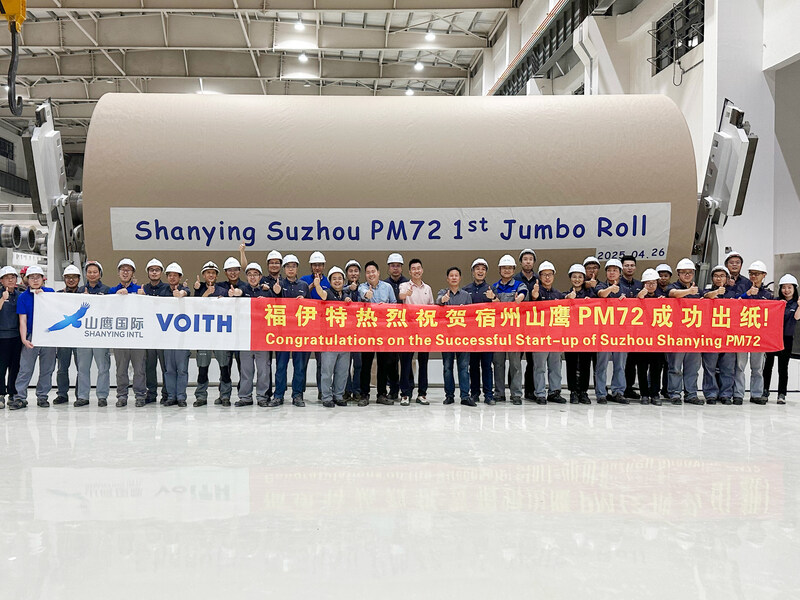 Shanying Suzhou PM72 1st Jumbo Roll
2025.04.26
山鹰国际
SHANYING INTL
VOITH
福伊特热烈祝贺宿州山鹰PM72成功出纸!
Congratulations on the Successful Start-up of Suzhou Shanying PM72